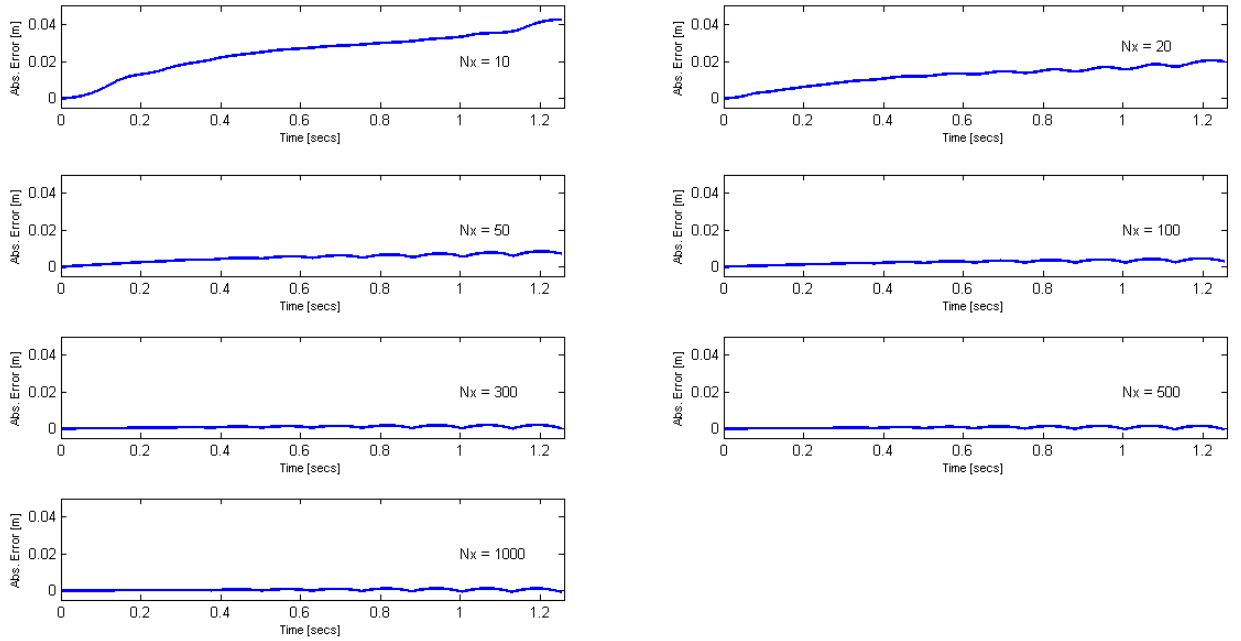 Abs. Error [m]
0.04
0.02
0
Nx = 10
0 0.2 0.4 0.6 0.8 1 1.2
Time [secs]
Abs. Error [m]
0.04
0.02
0
Nx = 20
0 0.2 0.4 0.6 0.8 1 1.2
Time [secs]
Abs. Error [m]
0.04
0.02
0
Nx = 50
0 0.2 0.4 0.6 0.8 1 1.2
Time [secs]
Abs. Error [m]
0.04
0.02
0
Nx = 100
0 0.2 0.4 0.6 0.8 1 1.2
Time [secs]
Abs. Error [m]
0.04
0.02
0
Nx = 300
0 0.2 0.4 0.6 0.8 1 1.2
Time [secs]
Abs. Error [m]
0.04
0.02
0
Nx = 500
0 0.2 0.4 0.6 0.8 1 1.2
Time [secs]
Abs. Error [m]
0.04
0.02
0
Nx = 1000
0 0.2 0.4 0.6 0.8 1 1.2
Time [secs]